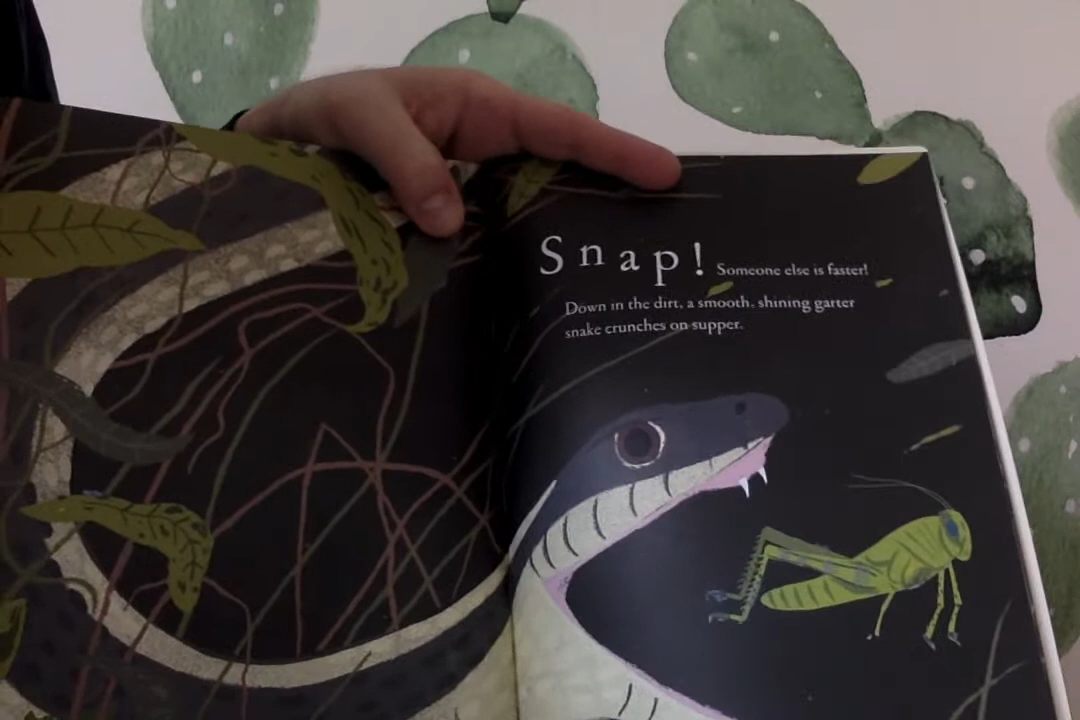 Snap! Someone else is faster!
Down in the dirt, a smooth, shining garter
snake crunches on supper.